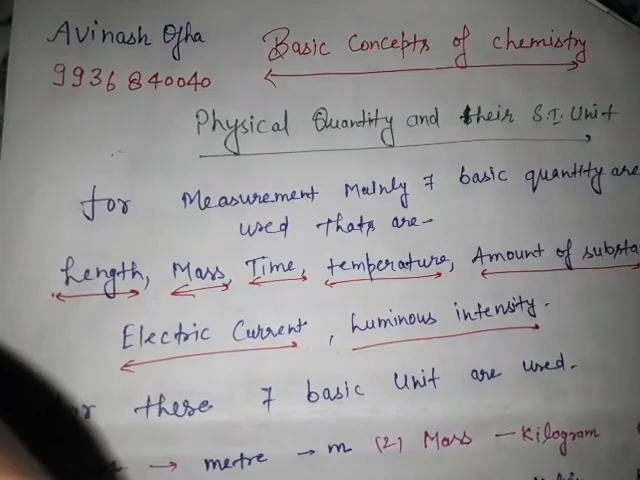 Avinash Ojha
Basic Concepts of chemistry
9936840040
Physical Quantity and their S.I. Unit
for Measurement Mainly 7 basic quantity are
used thats are-
Length, Mass, Time, temperature, Amount of substa
Electric Current, Luminous intensity.
these 7 basic Unit are used.
→ metre → m (2) Mass - Kilogram